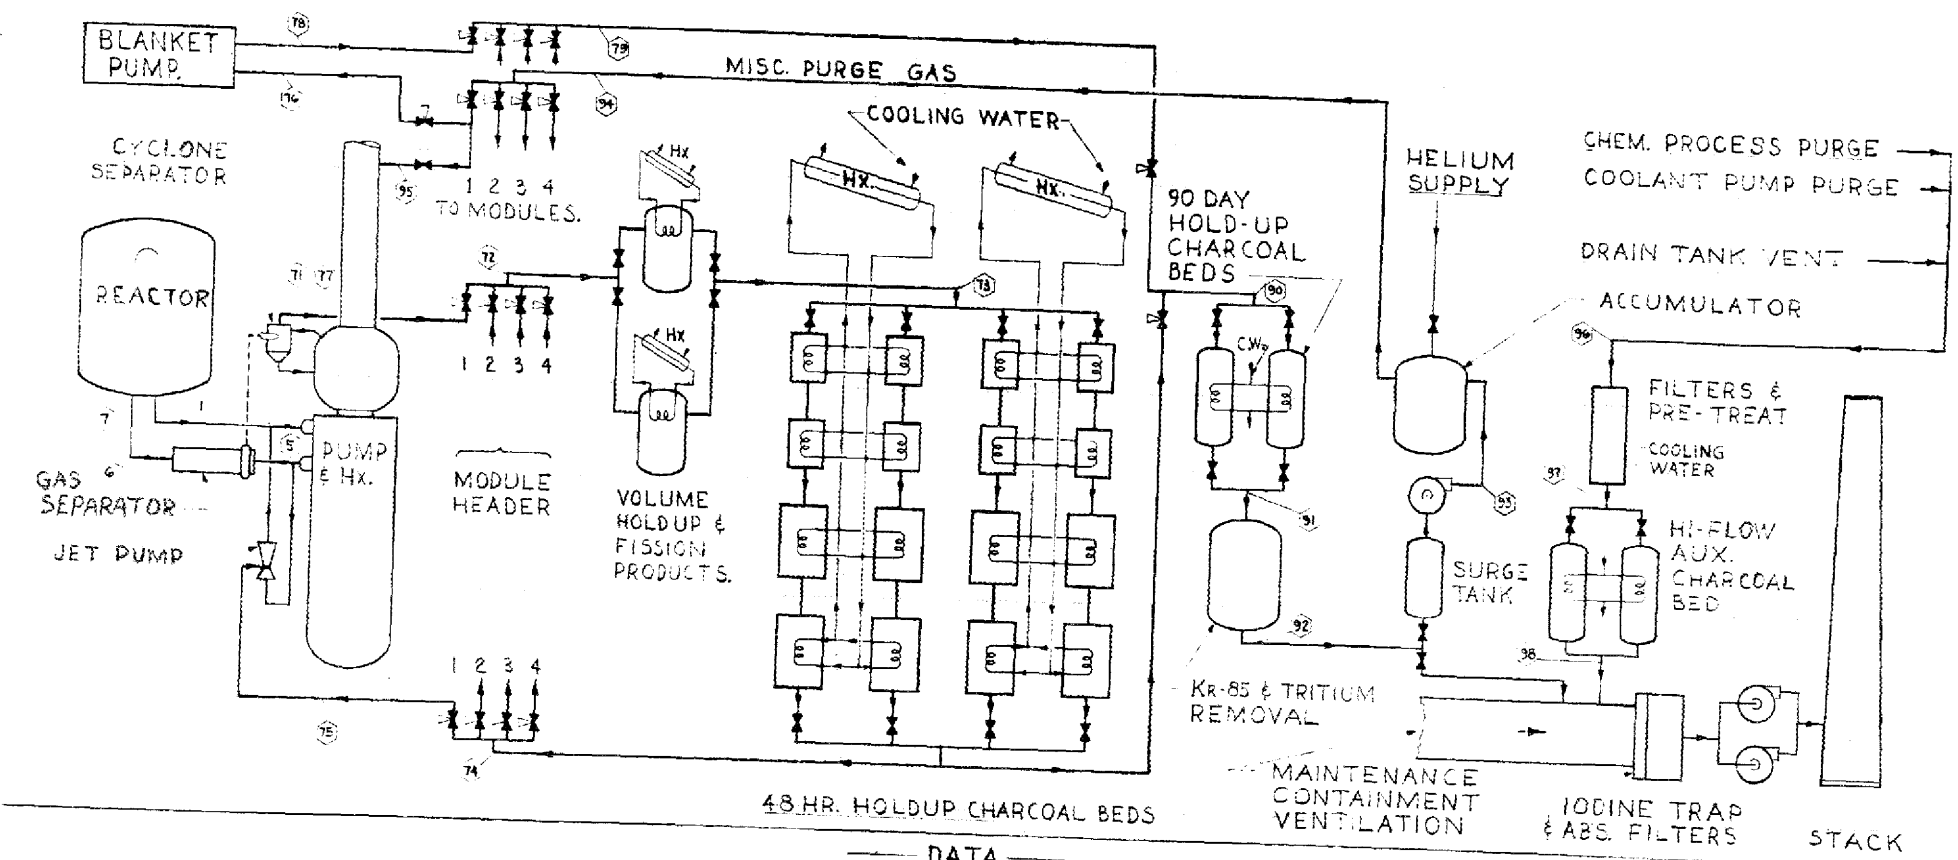 78
79
BLANKET
PUMP.
MISC. PURGE GAS
176
94
COOLING WATER
CYCLONE
SEPARATOR
95
1 2 3 4
TO MODULES.
Hx
Hx.
Hx.
HELIUM
SUPPLY
CHEM. PROCESS PURGE
COOLANT PUMP PURGE
90 DAY
HOLD-UP
CHARCOAL
BEDS
DRAIN TANK VENT
REACTOR
71 77
72
73
90
ACCUMULATOR
96
1 2 3 4
Hx
C.W.
7
1
5
6
PUMP
& Hx.
GAS
SEPARATOR
JET PUMP
MODULE
HEADER
VOLUME
HOLDUP &
FISSION
PRODUCTS.
FILTERS &
PRE-TREAT
COOLING
WATER
97
93
91
SURGE
TANK
HI-FLOW
AUX.
CHARCOAL
BED
92
98
1 2 3 4
75
74
KR-85 & TRITIUM
REMOVAL
MAINTENANCE
CONTAINMENT
VENTILATION
48 HR. HOLDUP CHARCOAL BEDS
IODINE TRAP
& ABS. FILTERS
STACK
DATA